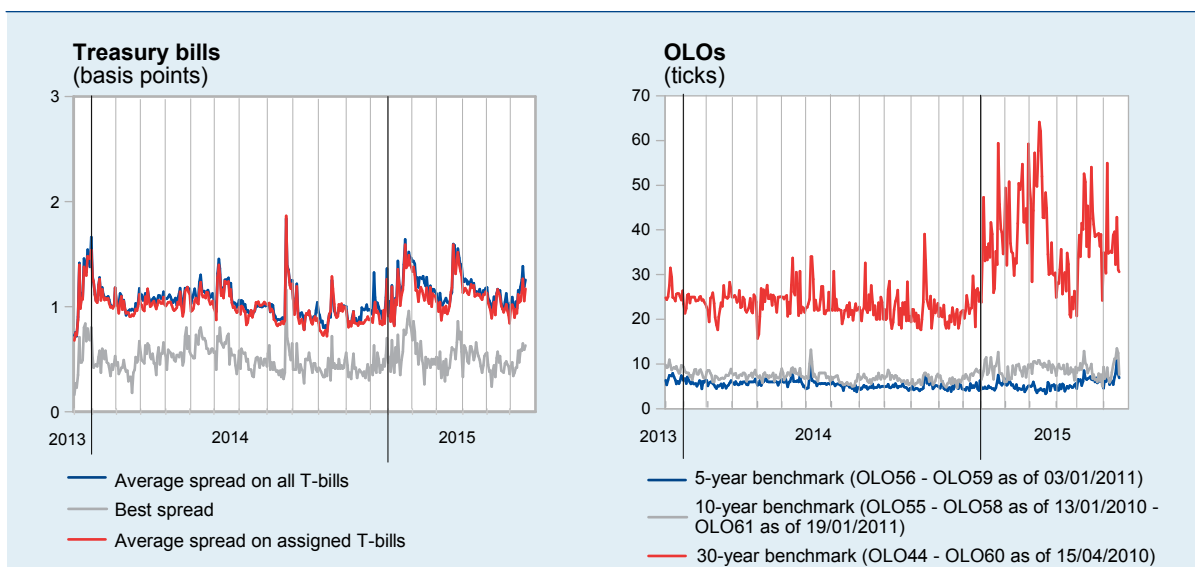 Treasury bills
(basis points)
3
2
1
0
2013
2014
2015
Average spread on all T-bills
Best spread
Average spread on assigned T-bills
OLOs
(ticks)
70
60
50
40
30
20
10
0
2013
2014
2015
5-year benchmark (OLO56 - OLO59 as of 03/01/2011)
10-year benchmark (OLO55 - OLO58 as of 13/01/2010 -
OLO61 as of 19/01/2011)
30-year benchmark (OLO44 - OLO60 as of 15/04/2010)